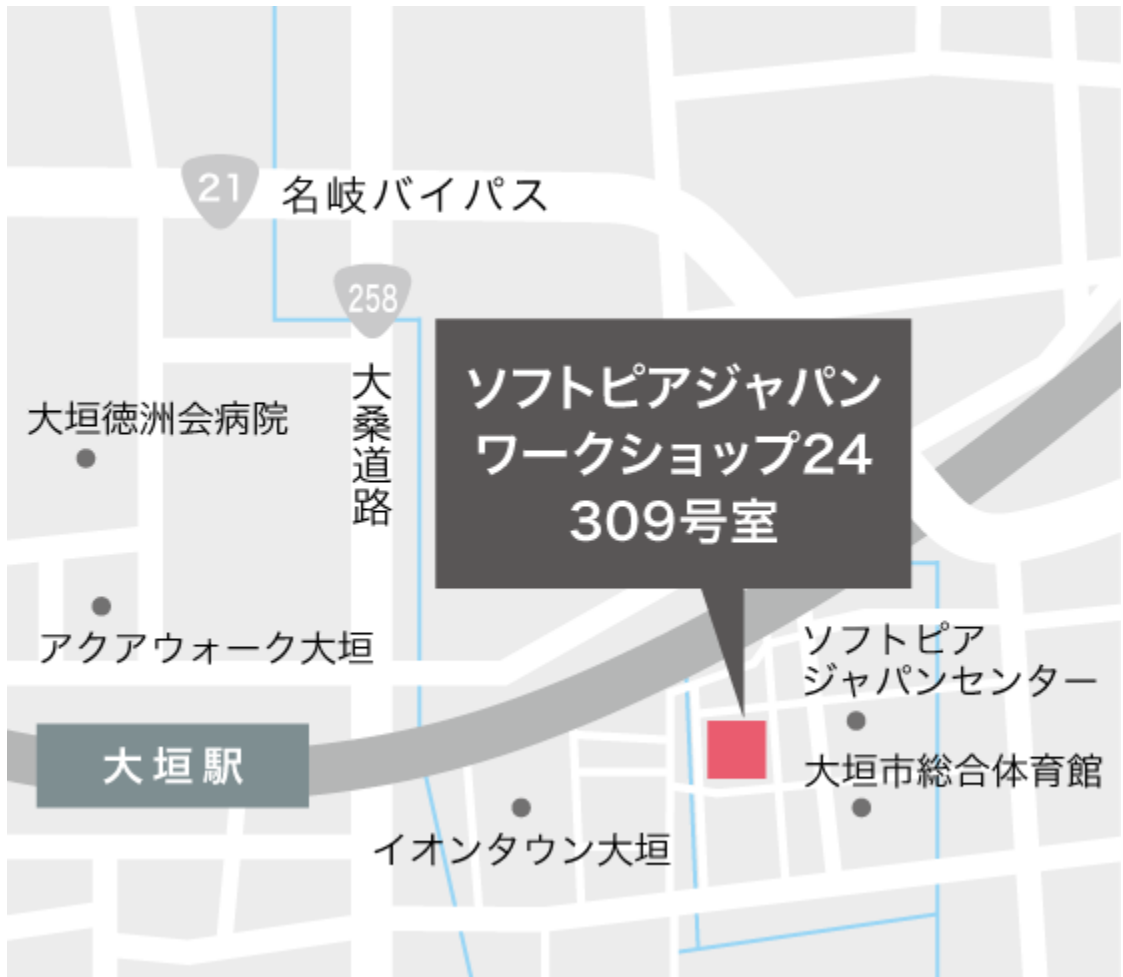 21
名岐バイパス
258
大桑道路
ソフトピアジャパン
ワークショップ24
309号室
大垣徳洲会病院
アクアウォーク大垣
ソフトピア
ジャパンセンター
大垣駅
大垣市総合体育館
イオンタウン大垣